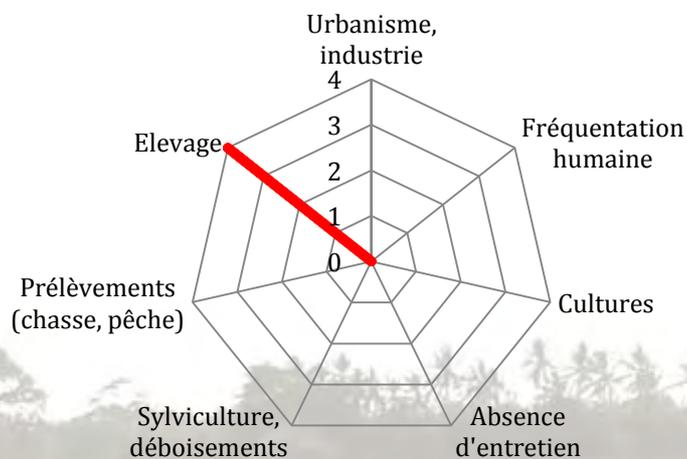 Urbanisme,
industrie
4
3
2
1
0
Fréquentation
humaine
Cultures
Absence
d'entretien
Sylviculture,
déboisements
Prélèvements
(chasse, pêche)
Elevage